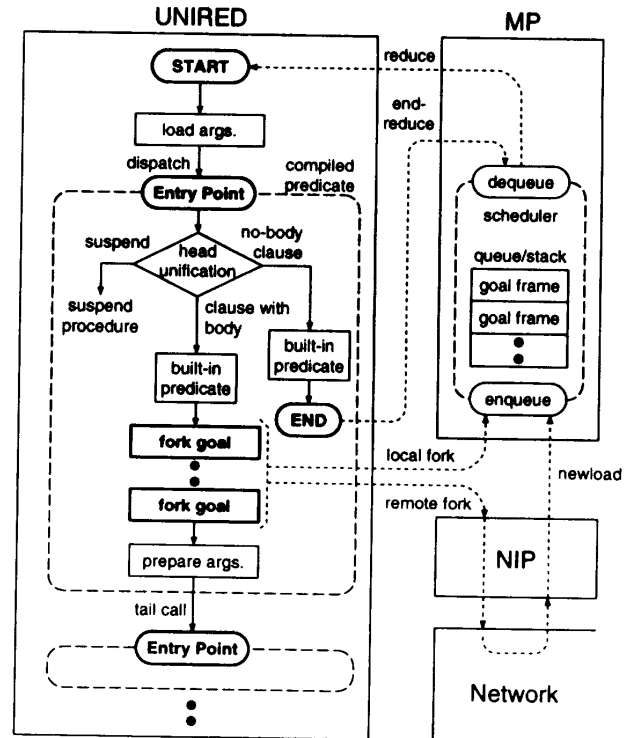 UNIRED
MP
START
reduce
load args.
end-
reduce
dispatch
compiled
predicate
Entry Point
dequeue
scheduler
suspend
no-body
clause
head
unification
queue/stack
goal frame
goal frame
suspend
procedure
clause with
body
built-in
predicate
built-in
predicate
enqueue
END
fork goal
local fork
newload
fork goal
remote fork
prepare args.
NIP
tail call
Entry Point
Network